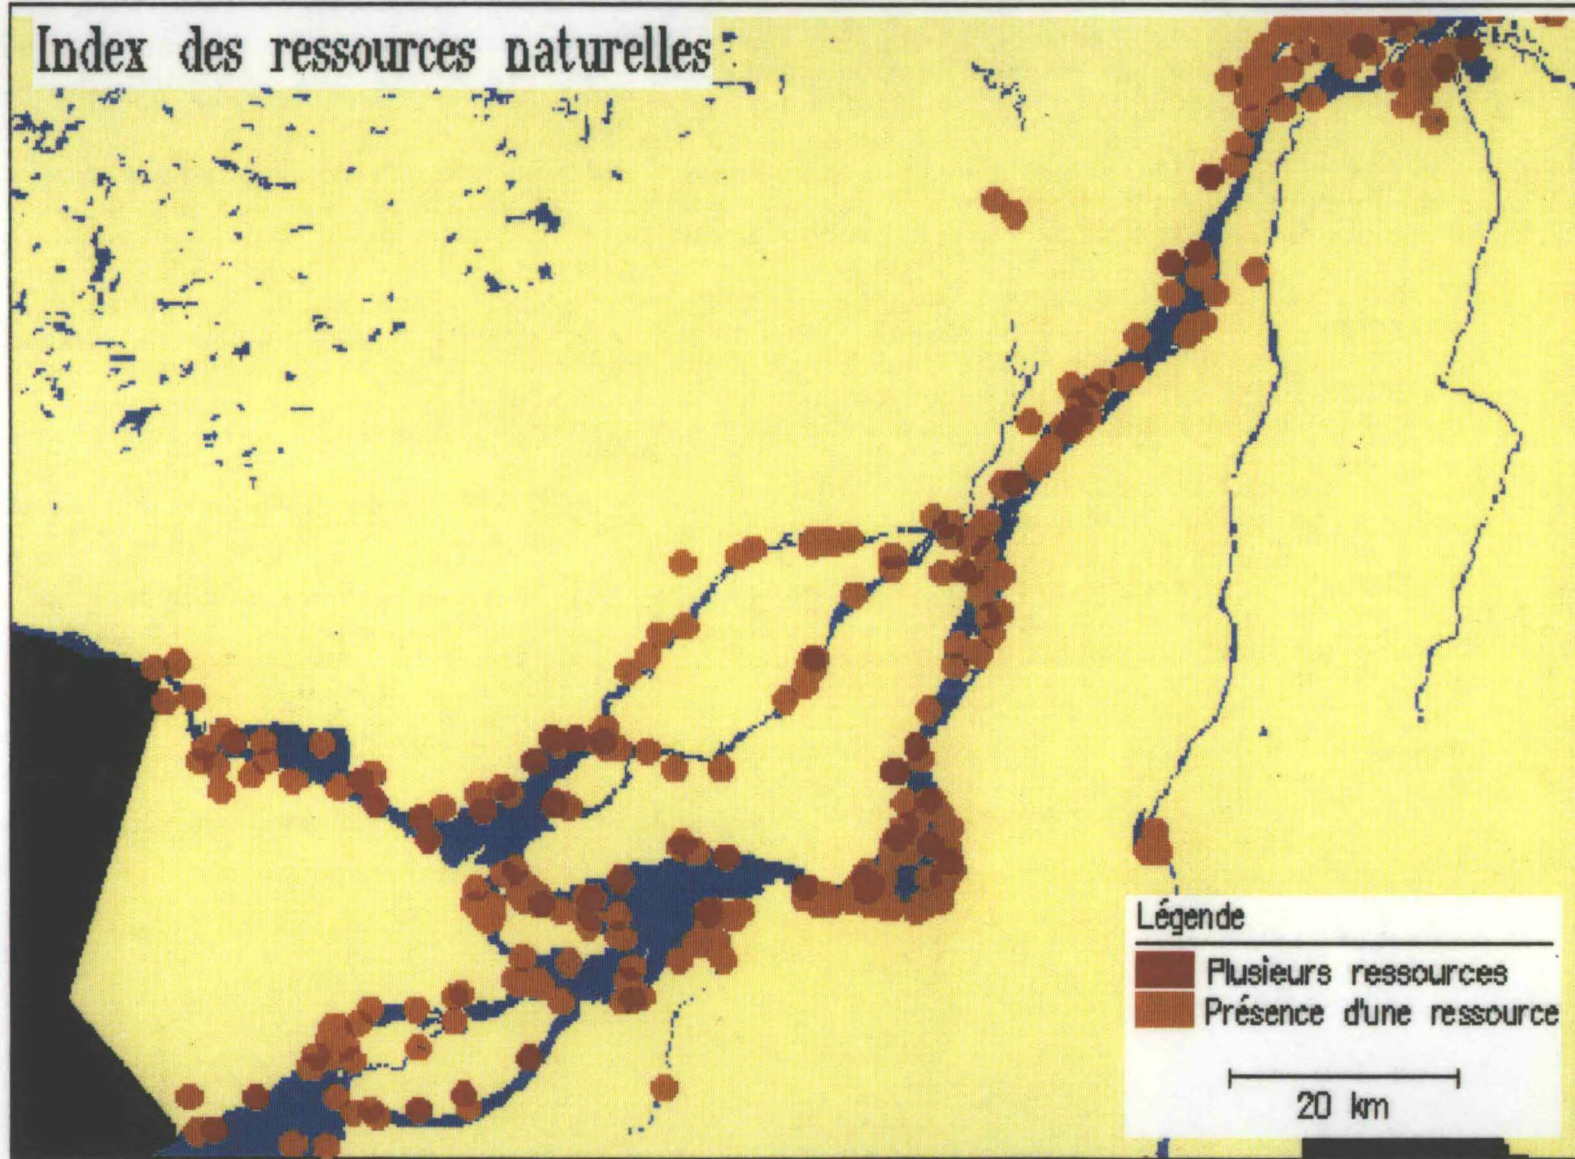 Index des ressources naturelles
Légende
Plusieurs ressources
Présence d'une ressource
20 km